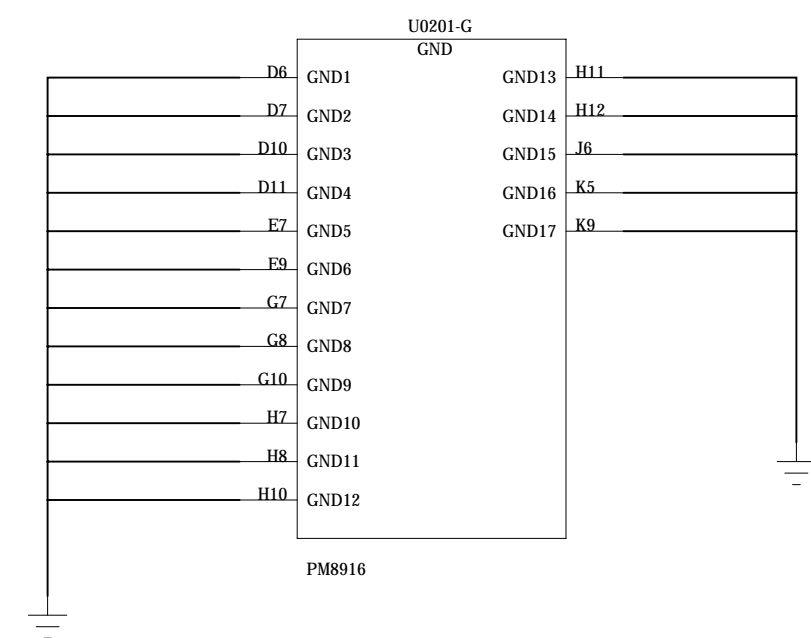 U0201-G
GND
D6 GND1 GND13 H11
D7 GND2 GND14 H12
D10 GND3 GND15 J6
D11 GND4 GND16 K5
E7 GND5 GND17 K9
E9 GND6
G7 GND7
G8 GND8
G10 GND9
H7 GND10
H8 GND11
H10 GND12
PM8916